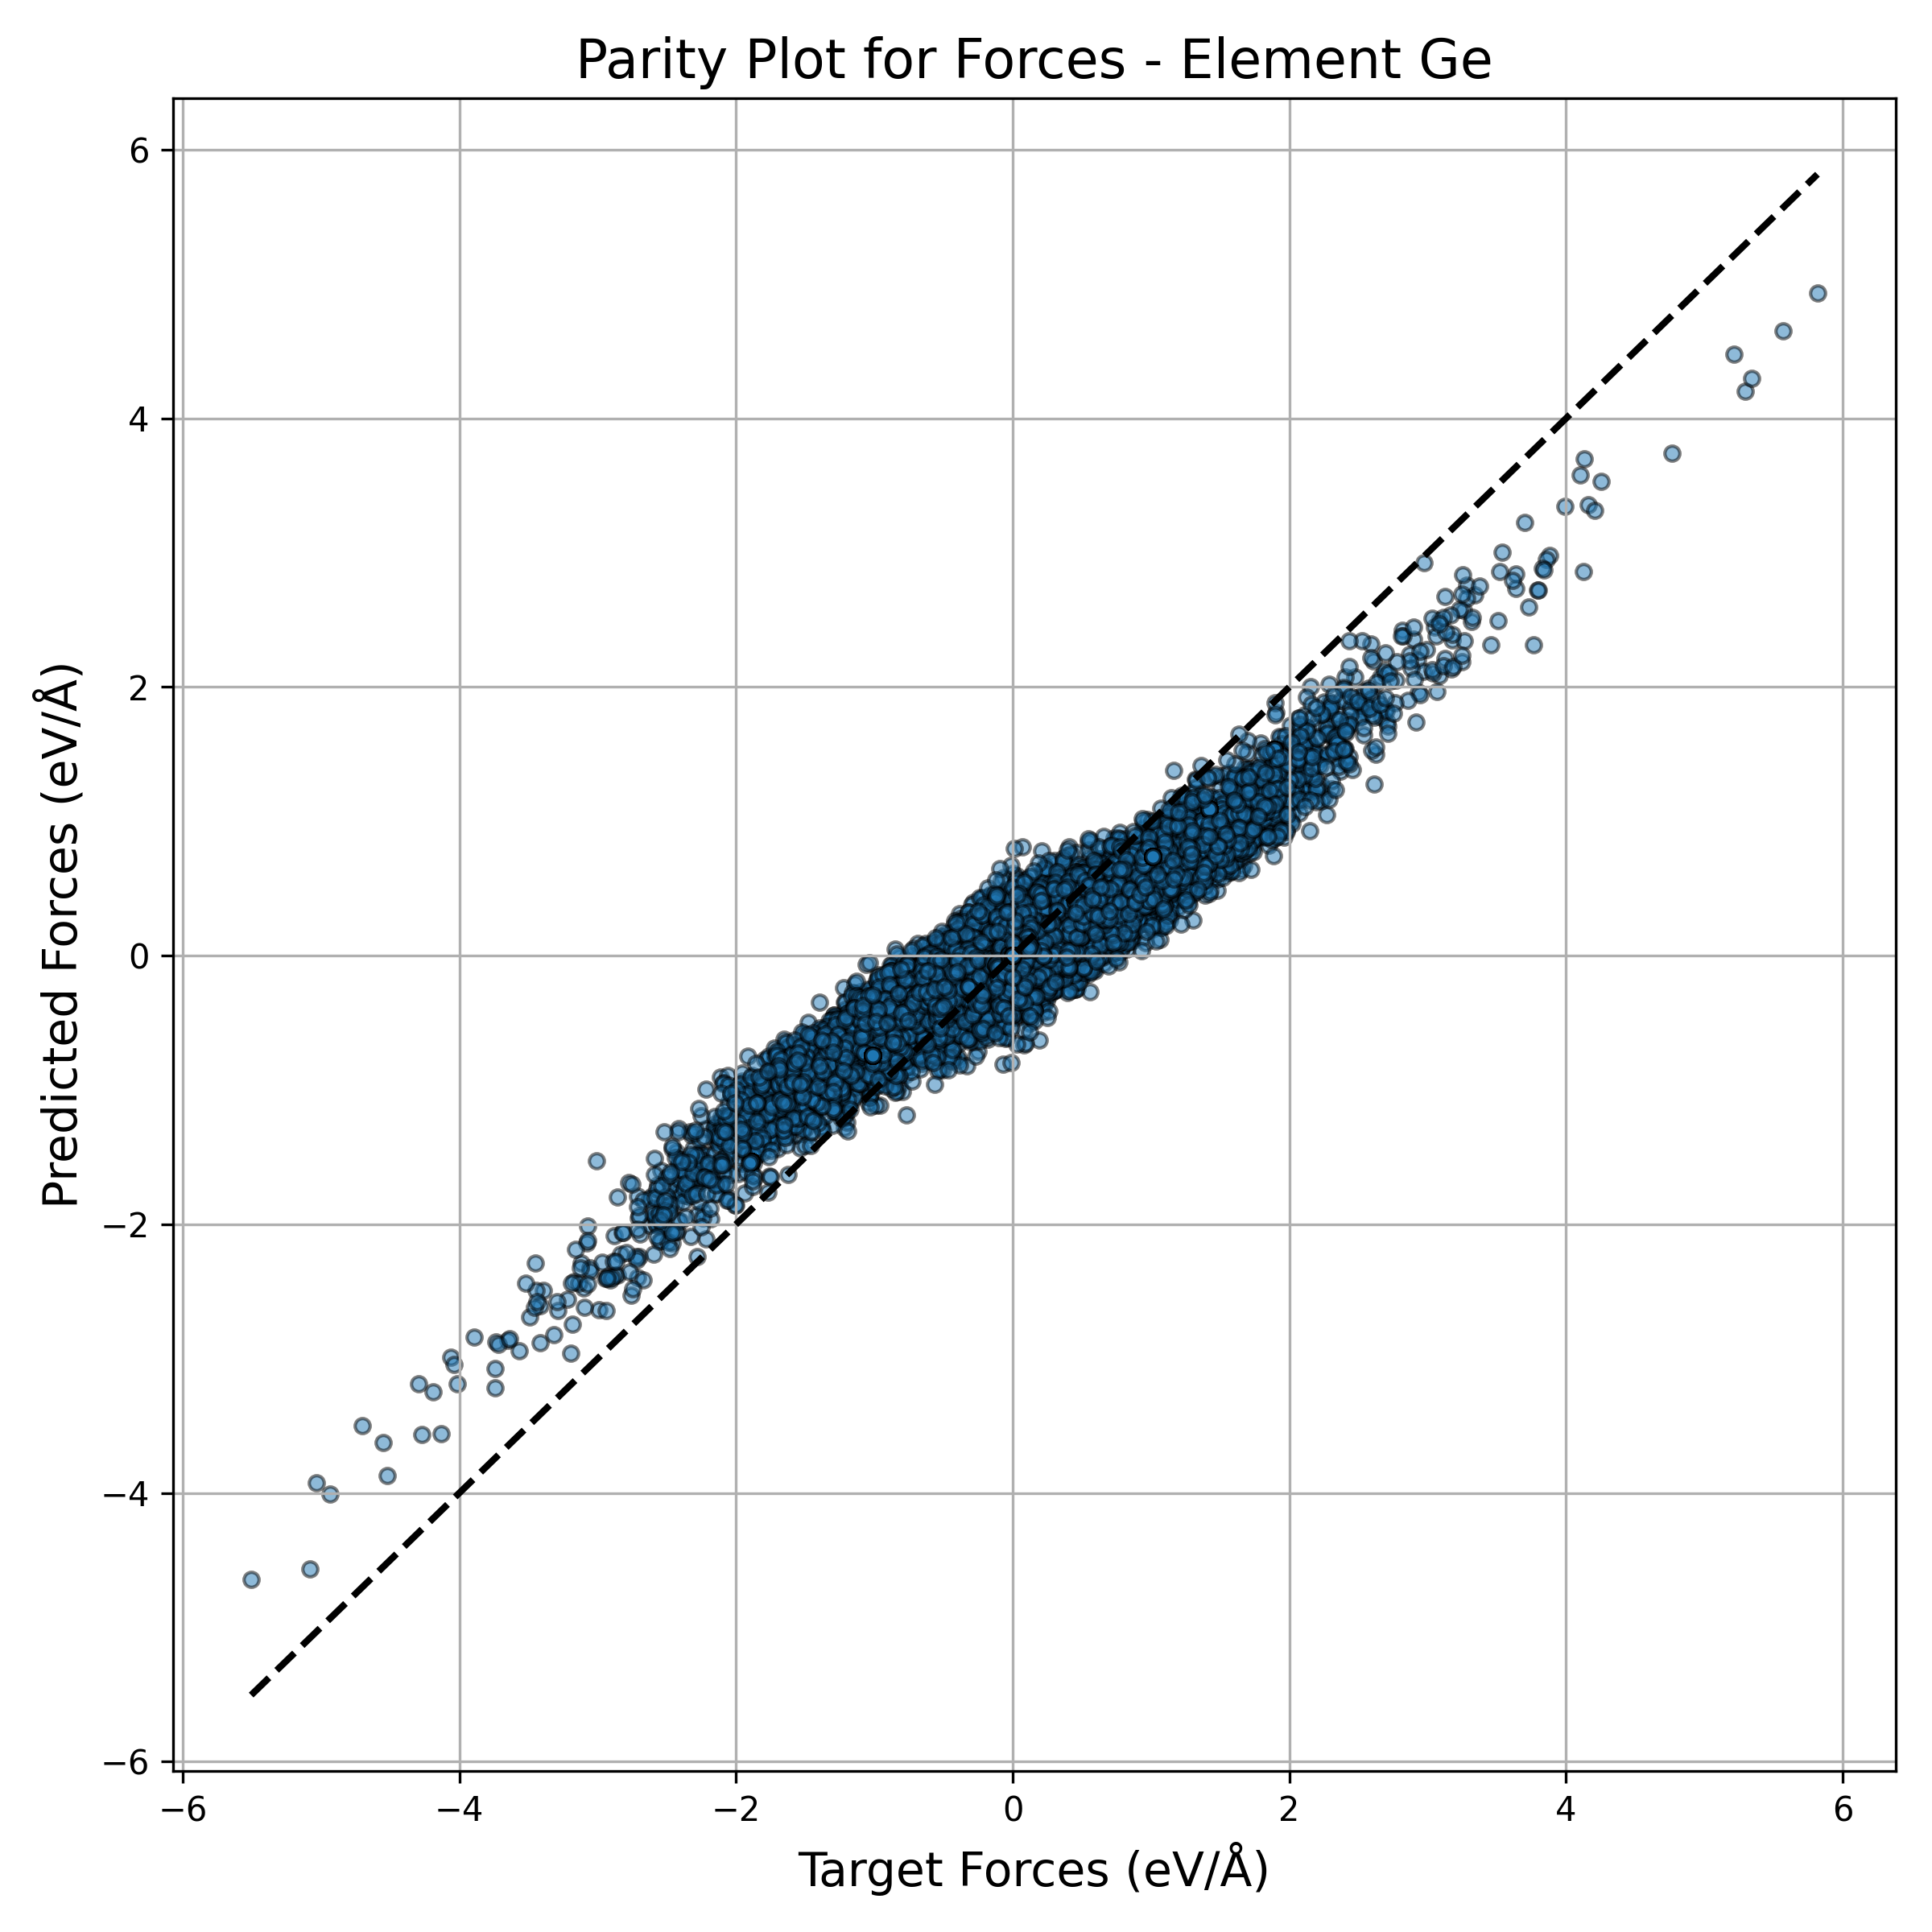 Parity Plot for Forces - Element Ge
Predicted Forces (eV/Å)
6
4
2
0
−2
−4
−6
−6 −4 −2 0 2 4 6
Target Forces (eV/Å)